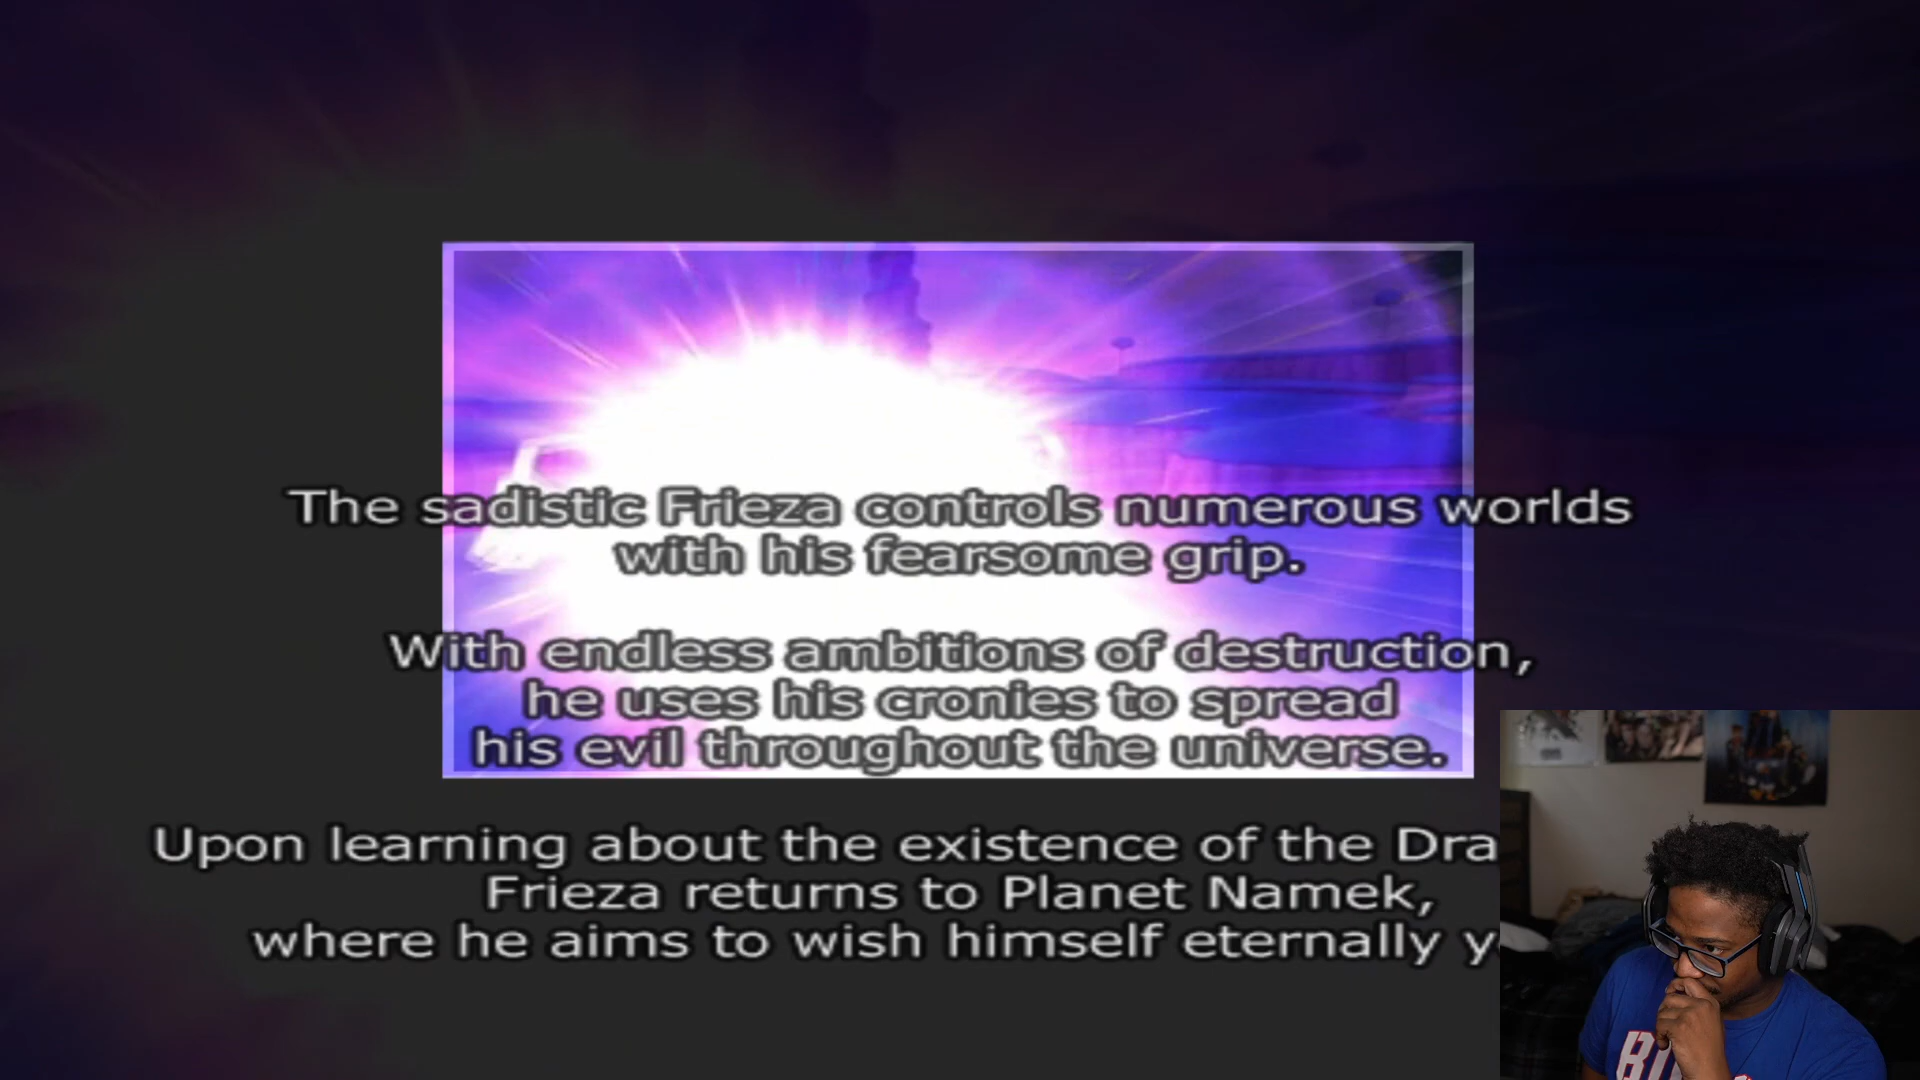 The sadistic Frieza controls numerous worlds
with his fearsome grip.
With endless ambitions of destruction,
he uses his cronies to spread
his evil throughout the universe.
Upon learning about the existence of the
Frieza returns to Planet Namek,
where he aims to wish himself eternally